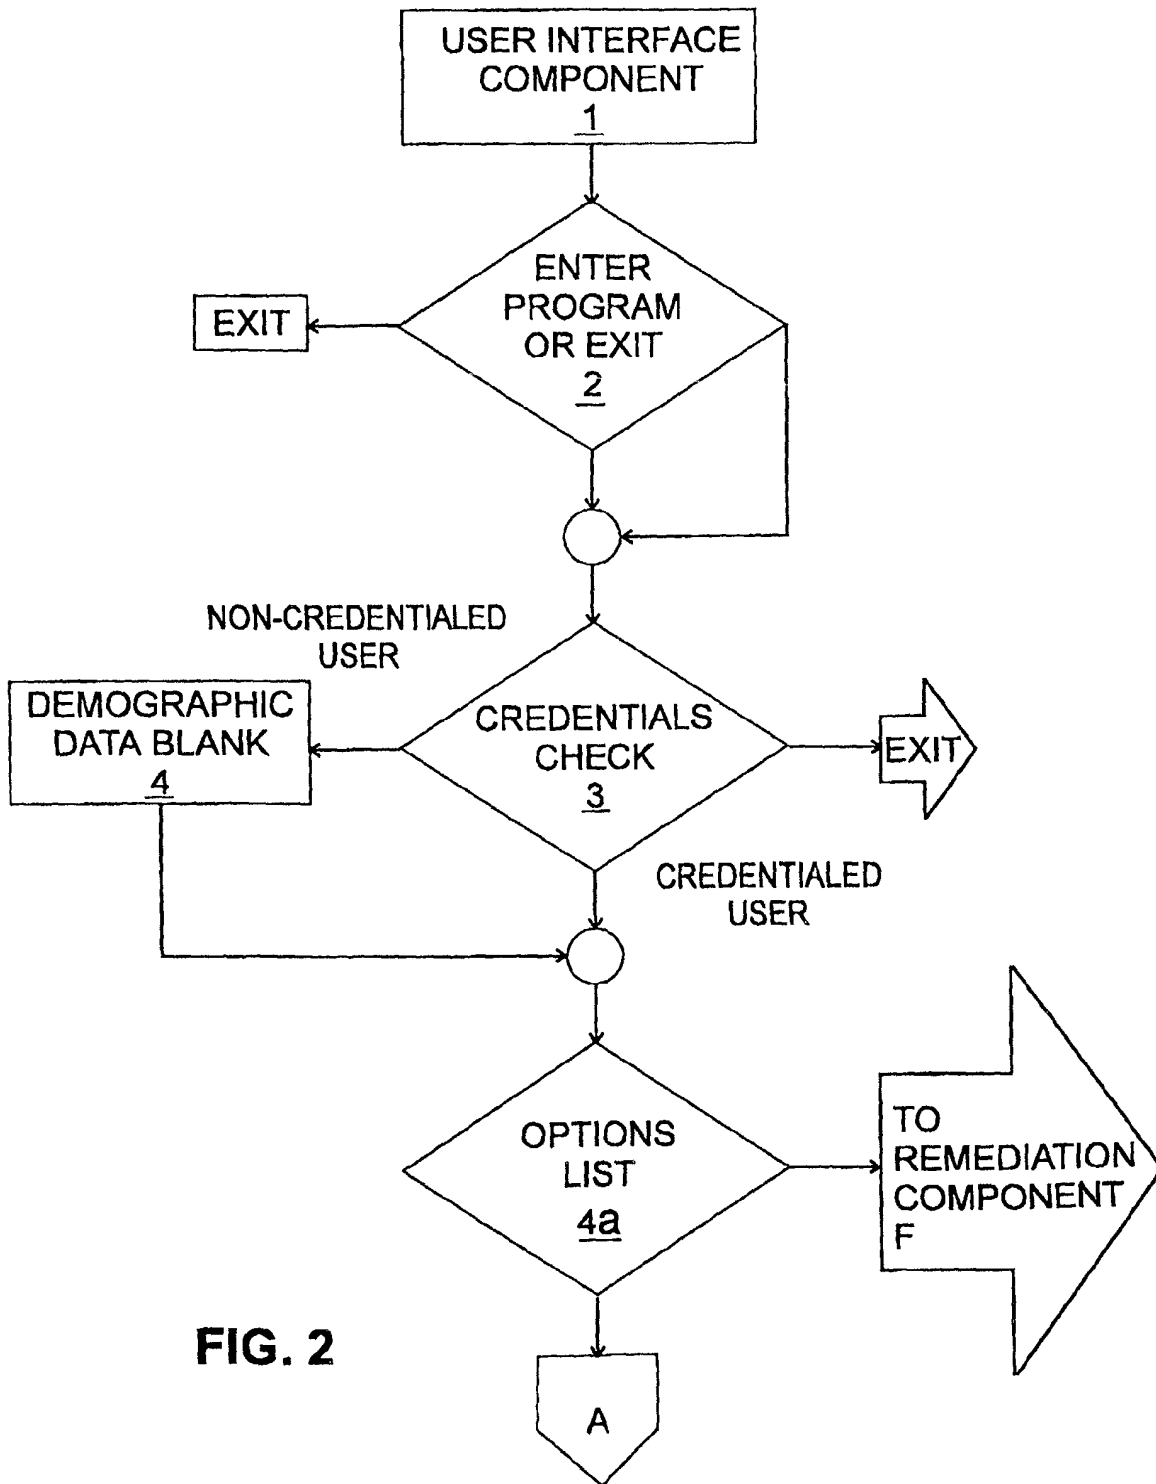 USER INTERFACE
COMPONENT
1
ENTER
PROGRAM
OR EXIT
2
EXIT
NON-CREDENTIALED
USER
DEMOGRAPHIC
DATA BLANK
4
CREDENTIALS
CHECK
3
EXIT
CREDENTIALED
USER
OPTIONS
LIST
4a
TO
REMEDIATION
COMPONENT
F
FIG. 2
A